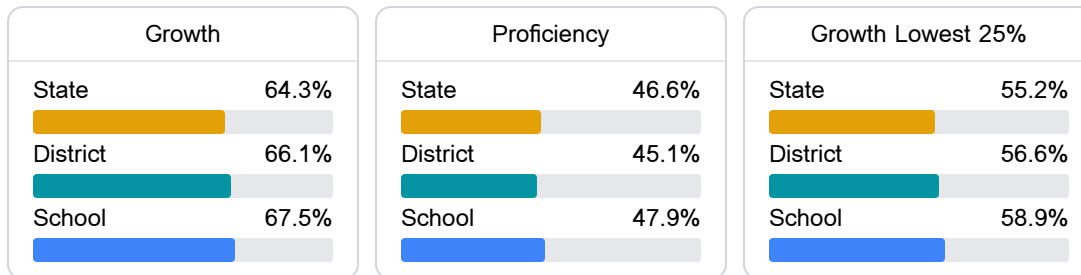 Growth
State 64.3%
District 66.1%
School 67.5%
Proficiency
State 46.6%
District 45.1%
School 47.9%
Growth Lowest 25%
State 55.2%
District 56.6%
School 58.9%